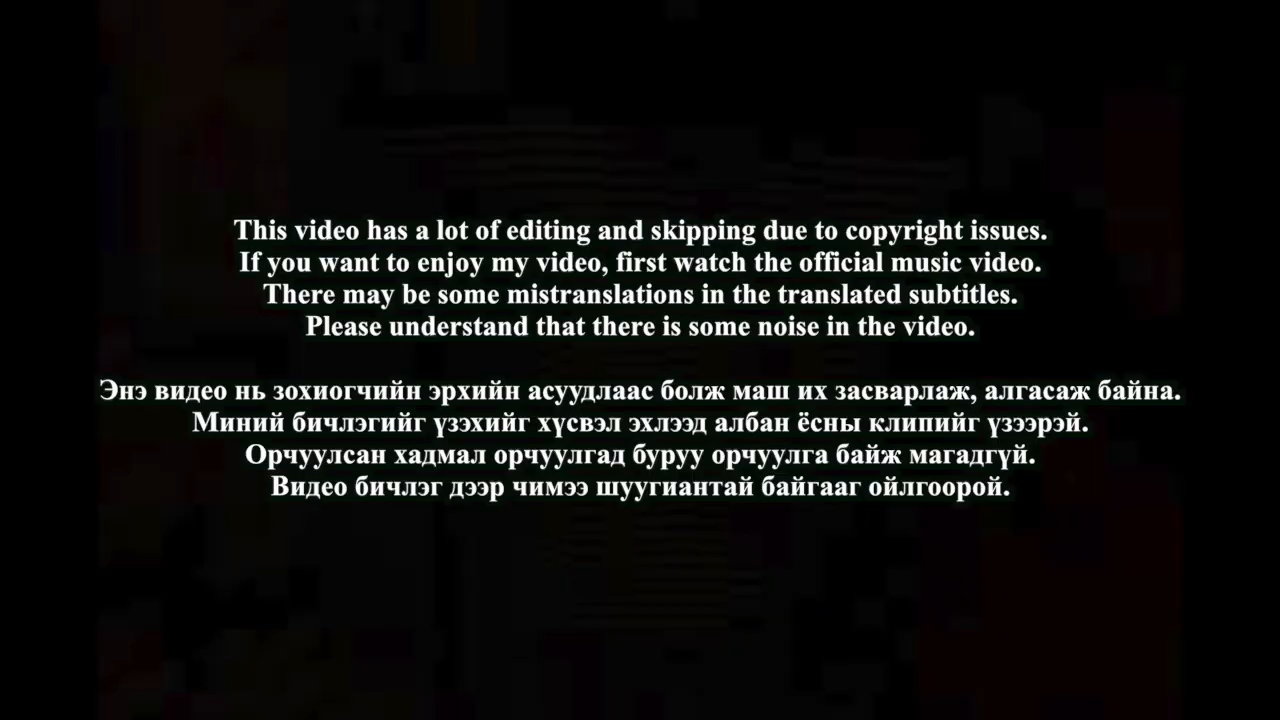 This video has a lot of editing and skipping due to copyright issues.
If you want to enjoy my video, first watch the official music video.
There may be some mistranslations in the translated subtitles.
Please understand that there is some noise in the video.
Энэ видео нь зохиогчийн эрхийн асуудлаас болж маш их засварлаж, алгасаж байна.
Миний бичлэгийг үзэхийг хүсвэл эхлээд албан ёсны клипийг үзээрэй.
Орчуулсан хадмал орчуулгад буруу орчуулга байж магадгүй.
Видео бичлэг дээр чимээ шуугиантай байгааг ойлгоорой.